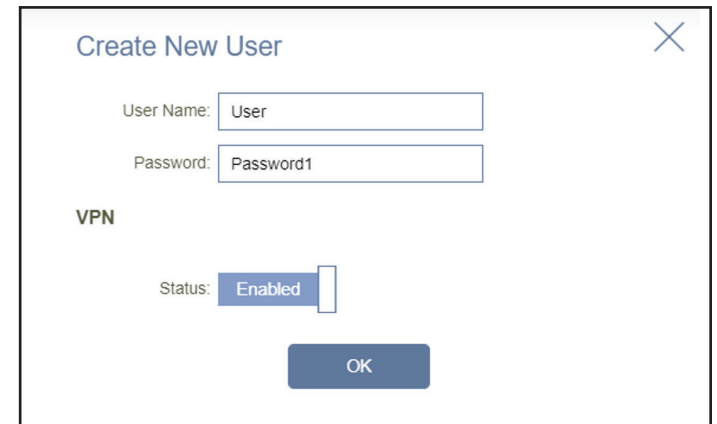 Create New User
User Name: User
Password: Password1
VPN
Status: Enabled
OK